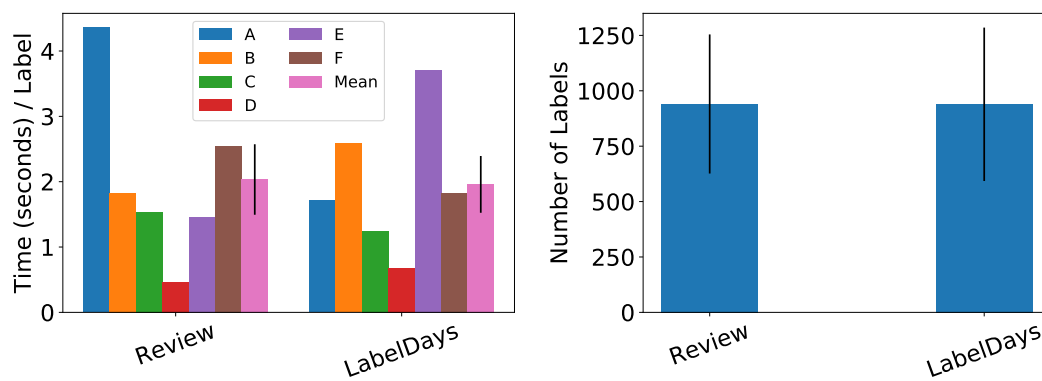 Time (seconds) / Label
4
3
2
1
0
A
B
C
D
E
F
Mean
Review
LabelDays
Number of Labels
1250
1000
750
500
250
0
Review
LabelDays